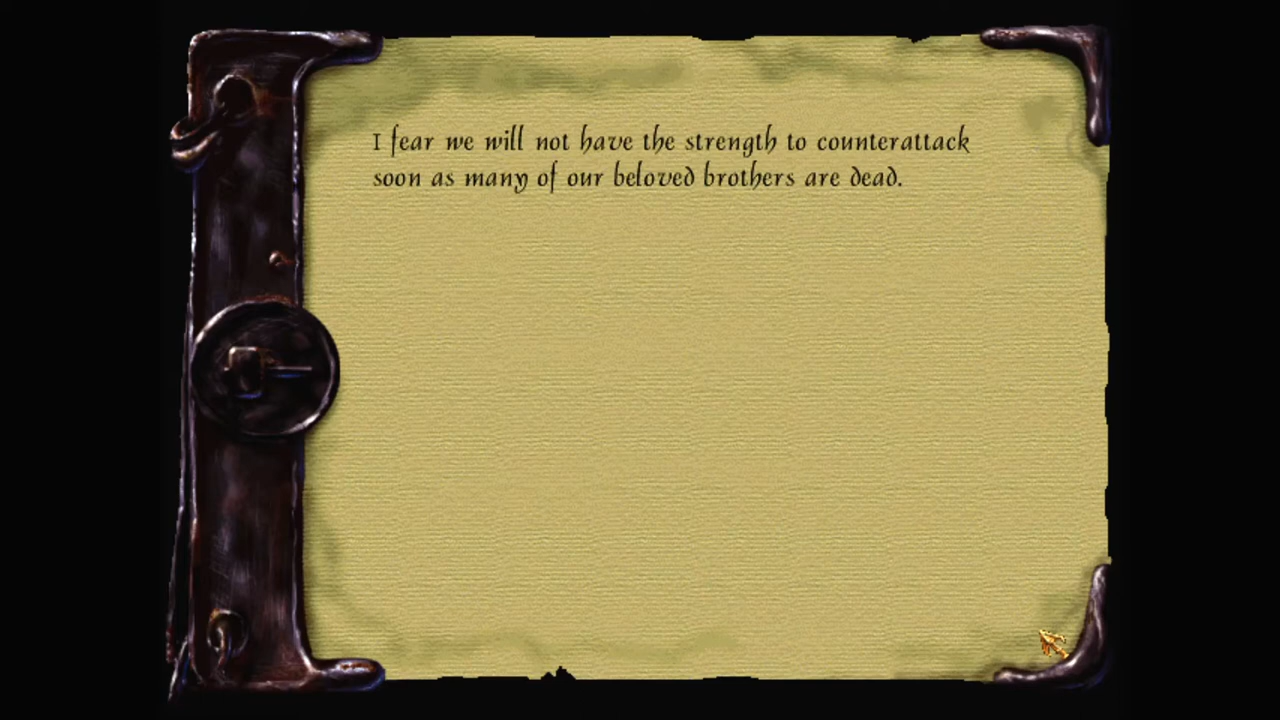 I fear we will not have the strength to counterattack
soon as many of our beloved brothers are dead.